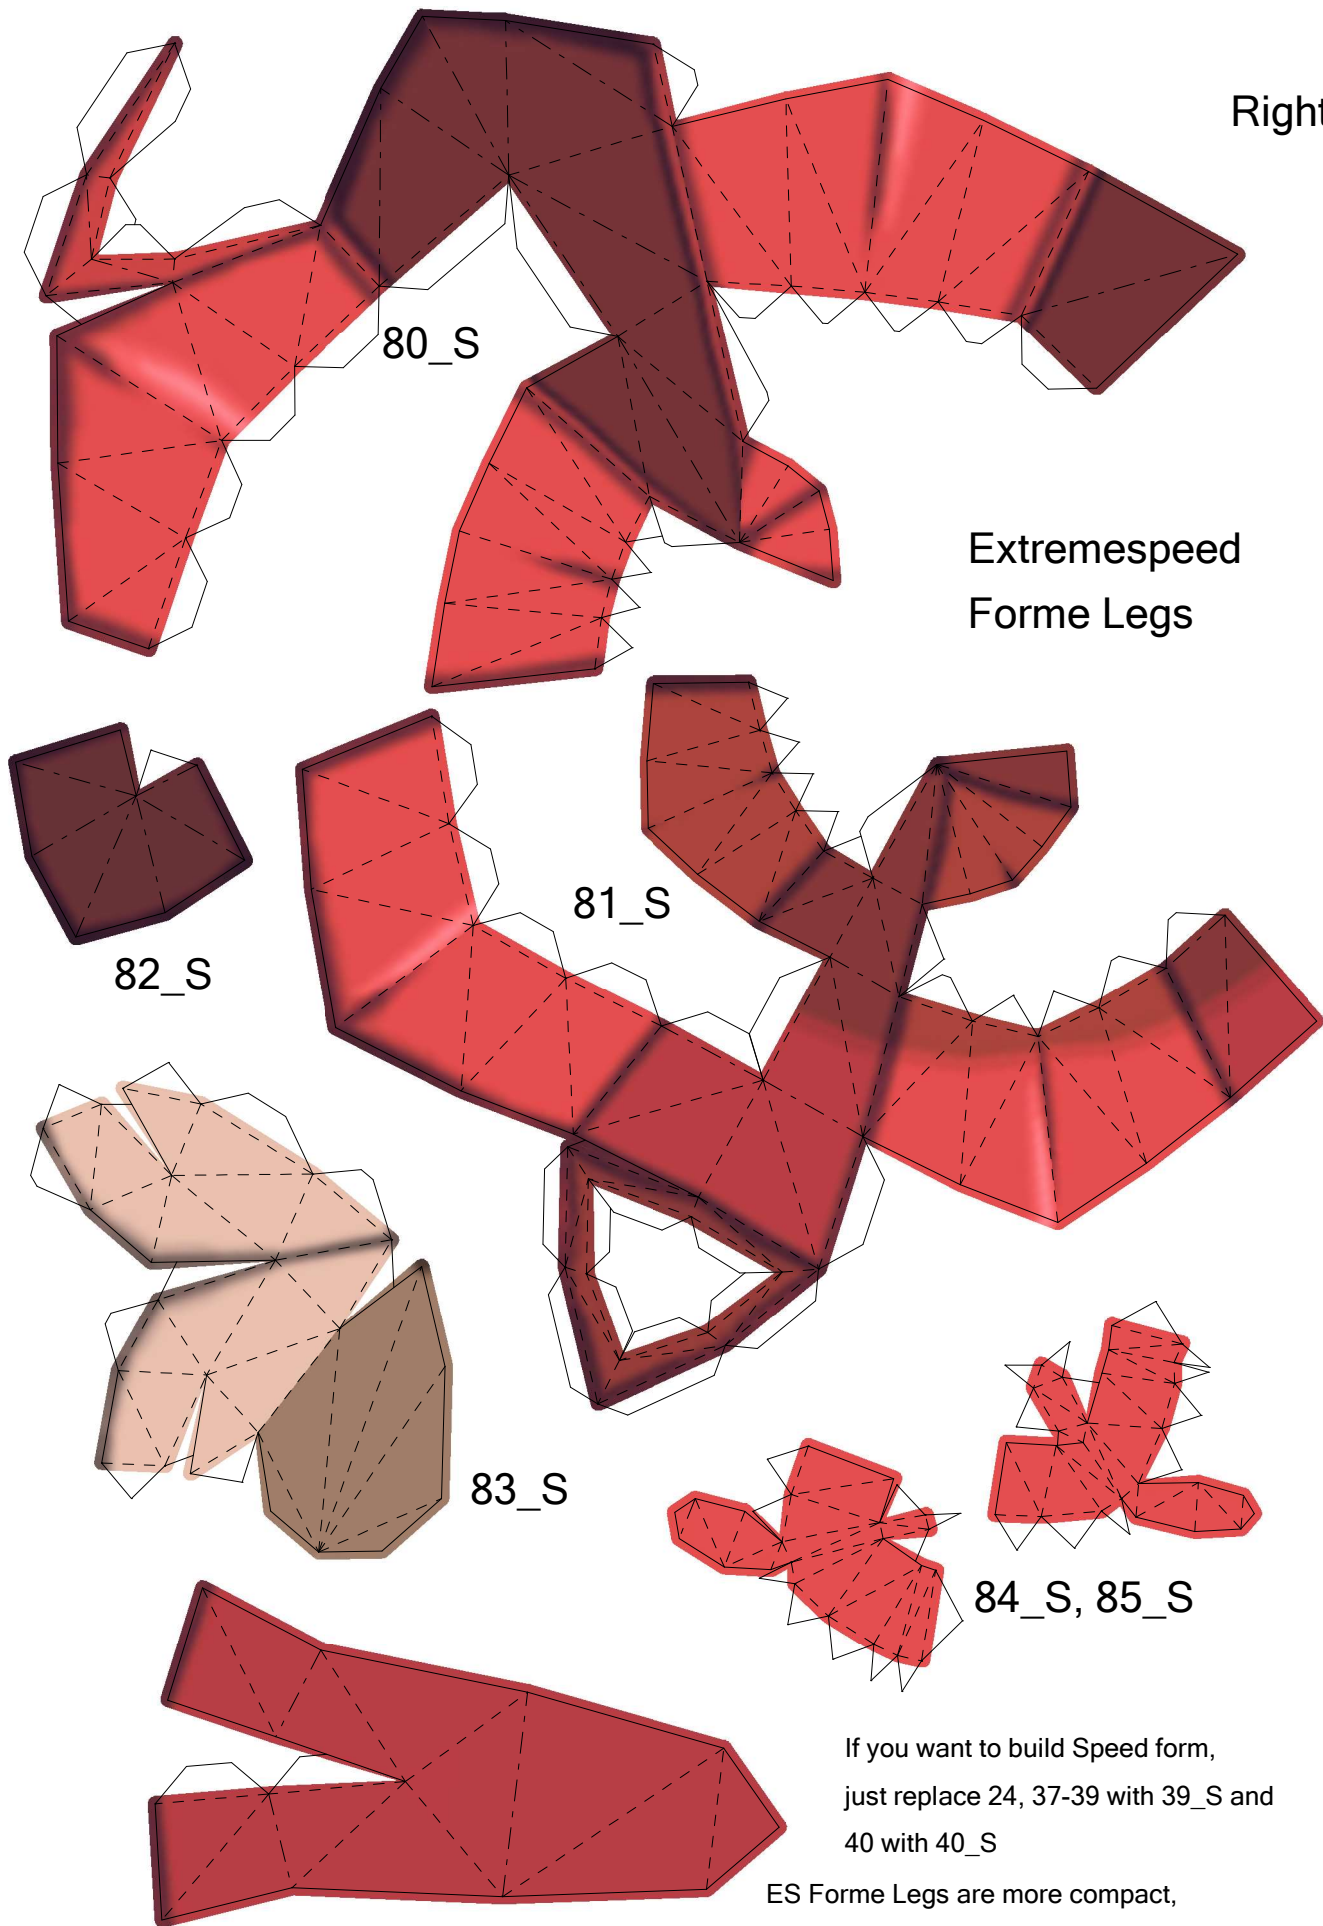 Right
80_S
Extremespeed
Forme Legs
81_S
82_S
83_S
84_S, 85_S
If you want to build Speed form,
just replace 24, 37-39 with 39_S and
40 with 40_S
ES Forme Legs are more compact,